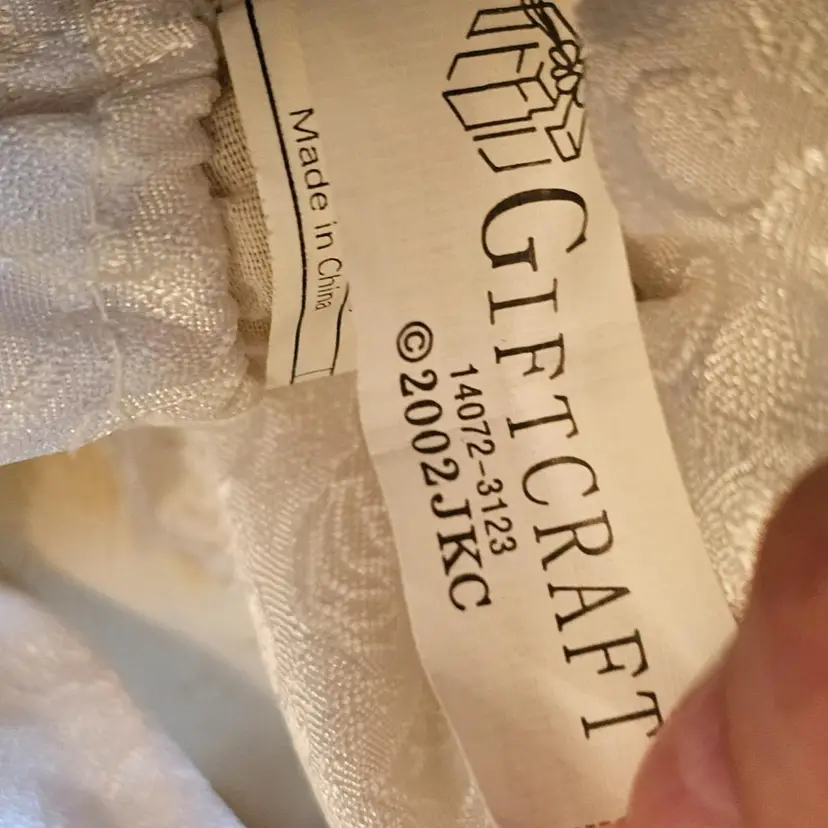 GIFTCRAFT
14072-3123
©2002JKC
Made in China